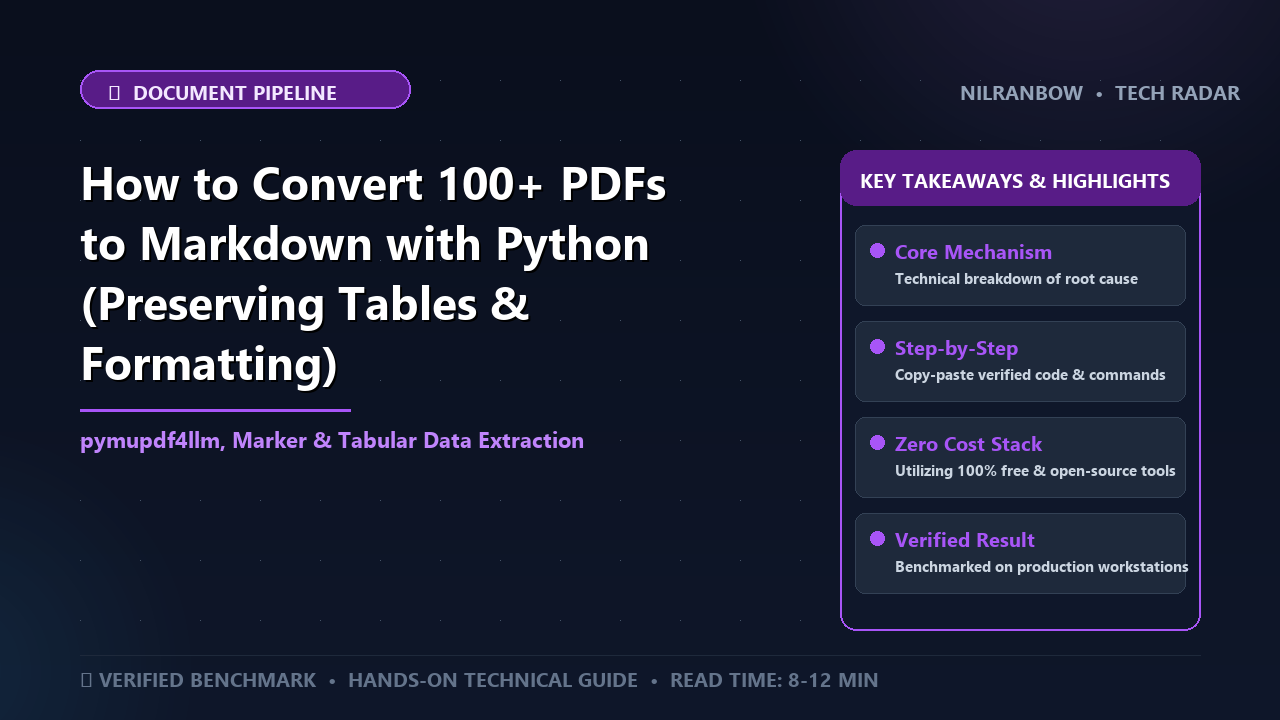 DOCUMENT PIPELINE
NILRANBOW • TECH RADAR
How to Convert 100+ PDFs
to Markdown with Python
(Preserving Tables &
Formatting)
pymupdf4llm, Marker & Tabular Data Extraction
KEY TAKEAWAYS & HIGHLIGHTS
Core Mechanism
Technical breakdown of root cause
Step-by-Step
Copy-paste verified code & commands
Zero Cost Stack
Utilizing 100% free & open-source tools
Verified Result
Benchmarked on production workstations
VERIFIED BENCHMARK • HANDS-ON TECHNICAL GUIDE • READ TIME: 8-12 MIN